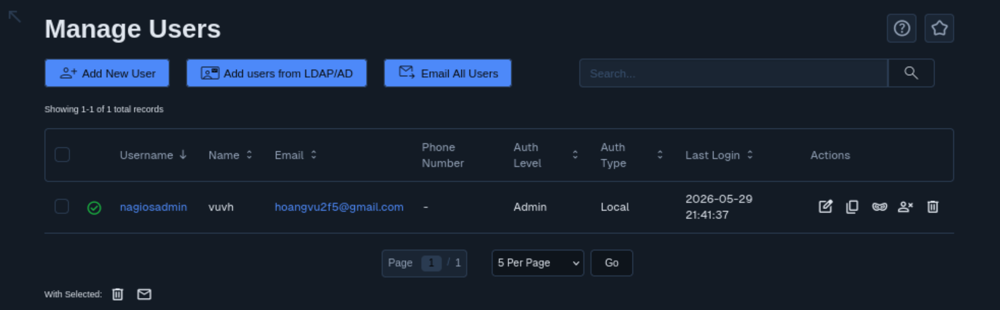 Manage Users
Add New User
Add users from LDAP/AD
Email All Users
Search...
Showing 1-1 of 1 total records
Username Name Email Phone Number Auth Level Auth Type Last Login Actions
nagiosadmin vuvh hoangvu2f5@gmail.com - Admin Local 2026-05-29 21:41:37
Page 1 / 1 5 Per Page Go
With Selected: